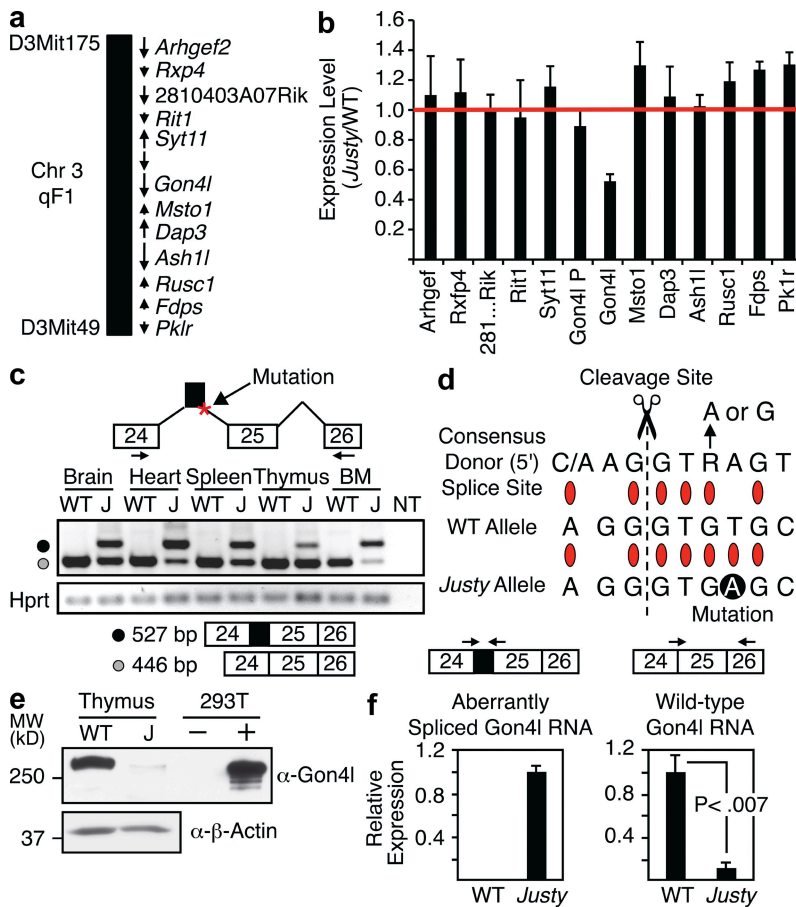 a
D3Mit175
Arhgef2
Rxp4
2810403A07Rik
Rit1
Syt11
Chr 3
qF1
Gon4l
Msto1
Dap3
Ash1l
Rusc1
Fdps
D3Mit49
Pklr
b
Expression Level
(Justy/WT)
1.6
1.4
1.2
1.0
0.8
0.6
0.4
0.2
Arhgef
Rxfp4
281...Rik
Rit1
Syt11
Gon4l P
Gon4l
Msto1
Dap3
Ash1l
Rusc1
Fdps
Pk1r
c
Mutation
24 25 26
Brain Heart Spleen Thymus BM
WT J WT J WT J WT J WT J NT
Hprt
527 bp 24 25 26
446 bp 24 25 26
d
Cleavage Site
A or G
Consensus
Donor (5') C/A A G G T R A G T
Splice Site
WT Allele A G G G T G T G C
Justy Allele A G G G T G A G C
Mutation
e
Thymus 293T
MW
(kD)
WT J − +
250
α-Gon4l
37
α-β-Actin
f
24 25 26
24 25 26
Aberrantly
Spliced Gon4l RNA
Wild-type
Gon4l RNA
Relative
Expression
1.2
0.8
0.4
WT Justy
1.2
0.8
0.4
P< .007
WT Justy